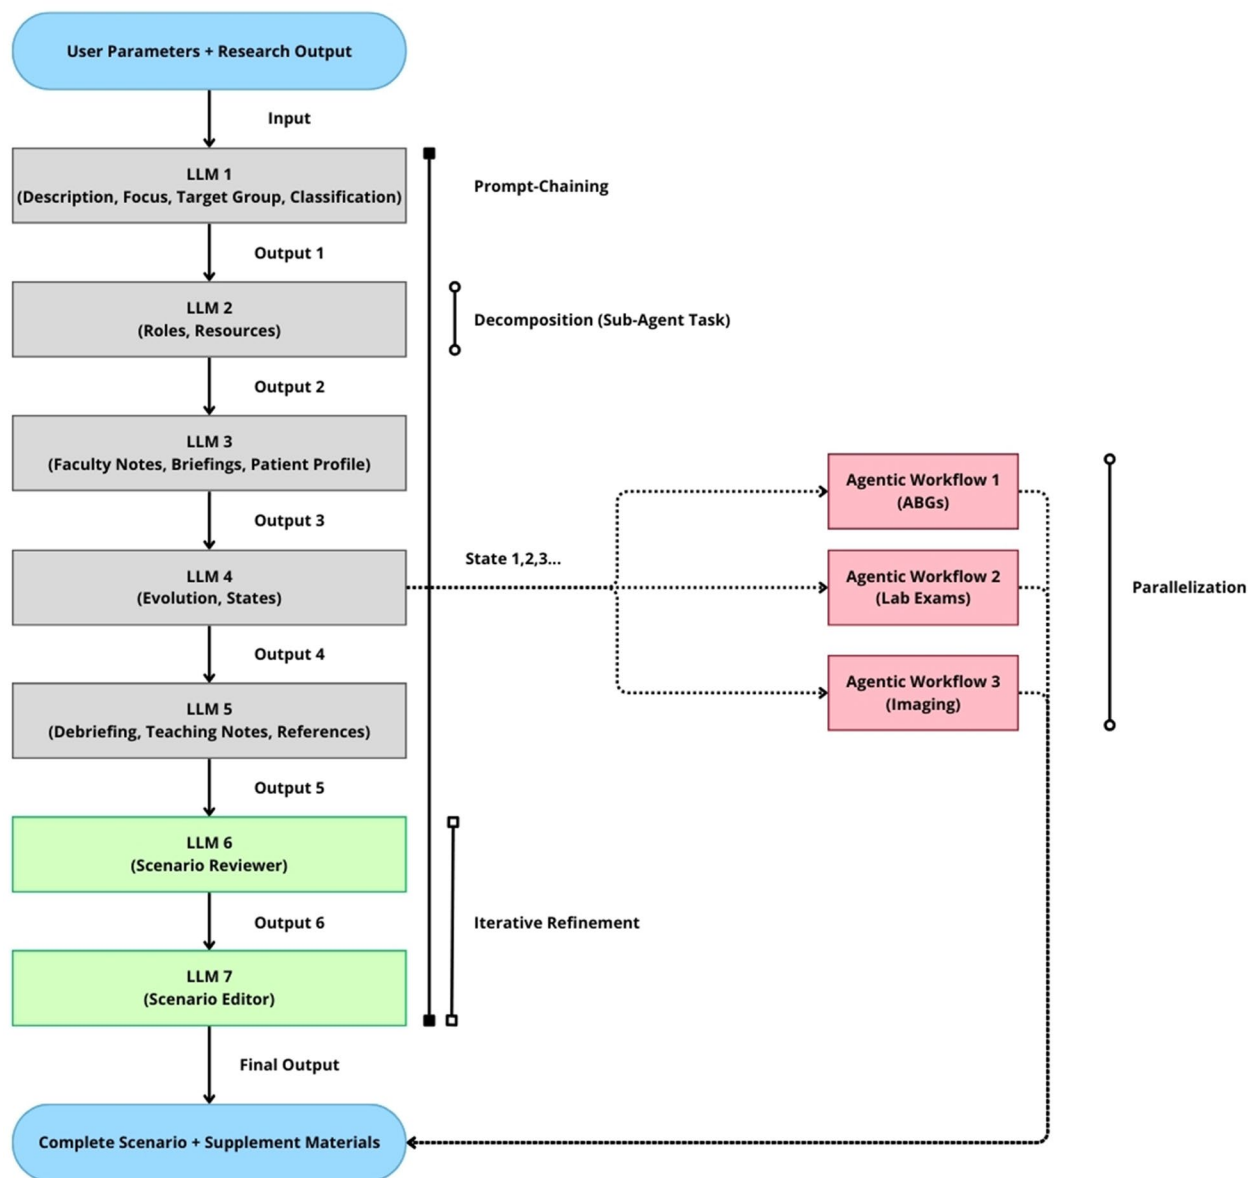 User Parameters + Research Output
Input
LLM 1
(Description, Focus, Target Group, Classification)
Prompt-Chaining
Output 1
LLM 2
(Roles, Resources)
Decomposition (Sub-Agent Task)
Output 2
LLM 3
(Faculty Notes, Briefings, Patient Profile)
Output 3
LLM 4
(Evolution, States)
State 1,2,3...
Agentic Workflow 1
(ABGs)
Agentic Workflow 2
(Lab Exams)
Agentic Workflow 3
(Imaging)
Parallelization
Output 4
LLM 5
(Debriefing, Teaching Notes, References)
Output 5
LLM 6
(Scenario Reviewer)
Output 6
Iterative Refinement
LLM 7
(Scenario Editor)
Final Output
Complete Scenario + Supplement Materials